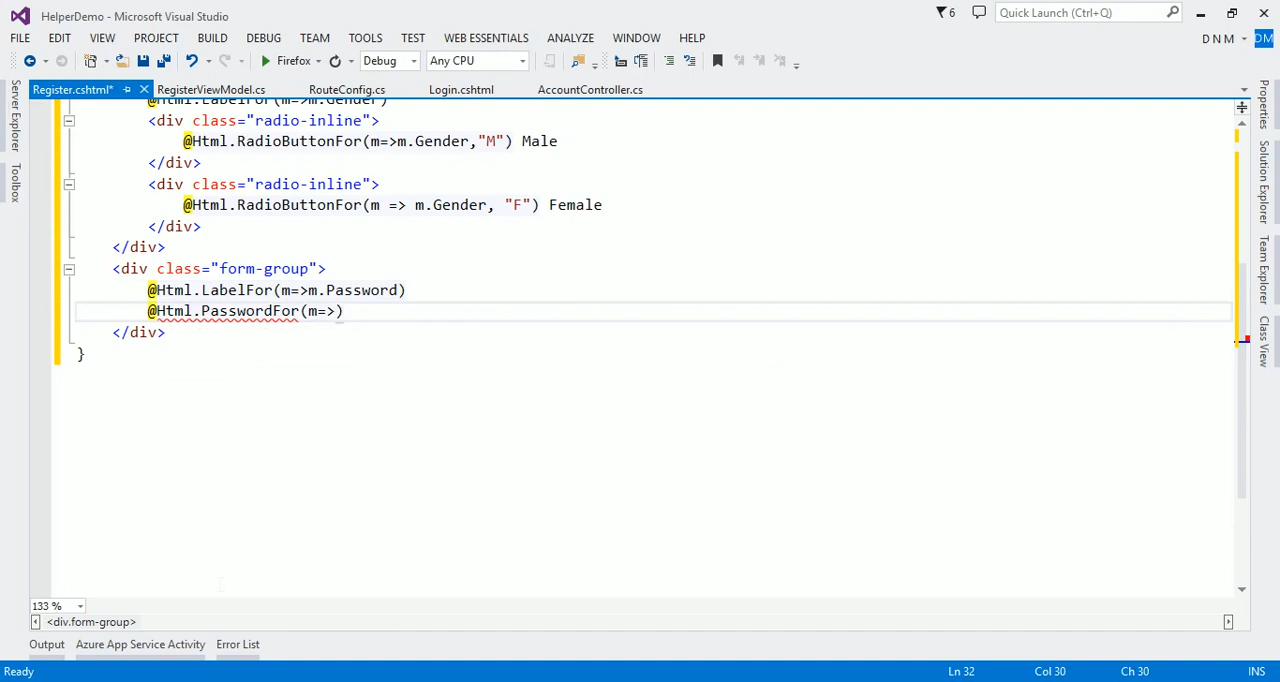 HelperDemo - Microsoft Visual Studio
6
Quick Launch (Ctrl+Q)
FILE EDIT VIEW PROJECT BUILD DEBUG TEAM TOOLS TEST WEB ESSENTIALS ANALYZE WINDOW HELP
D N M
DM
Firefox
Debug
Any CPU
Register.cshtml*
RegisterViewModel.cs
RouteConfig.cs
Login.cshtml
AccountController.cs
Server Explorer
Toolbox
@Html.LabelFor(m=>m.Gender)
<div class="radio-inline">
@Html.RadioButtonFor(m=>m.Gender,"M") Male
</div>
<div class="radio-inline">
@Html.RadioButtonFor(m => m.Gender, "F") Female
</div>
</div>
<div class="form-group">
@Html.LabelFor(m=>m.Password)
@Html.PasswordFor(m=>)
</div>
}
Properties
Solution Explorer
Team Explorer
Class View
133 %
<div.form-group>
Output
Azure App Service Activity
Error List
Ready
Ln 32
Col 30
Ch 30
INS